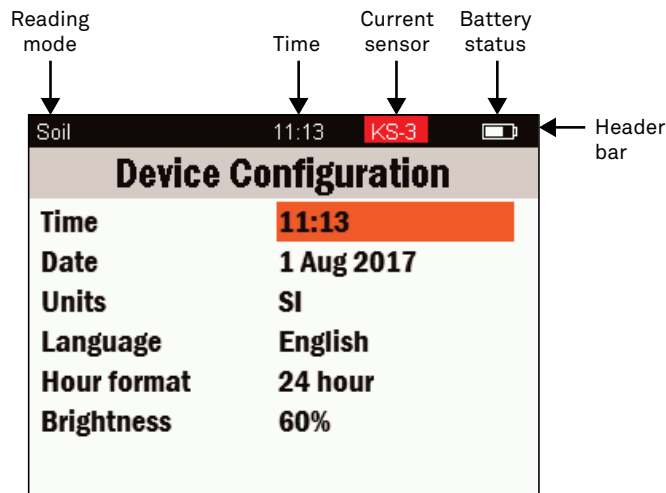 Reading
mode
Time
Current
sensor
Battery
status
Header
bar
Soil 11:13 KS-3
Device Configuration
Time 11:13
Date 1 Aug 2017
Units SI
Language English
Hour format 24 hour
Brightness 60%